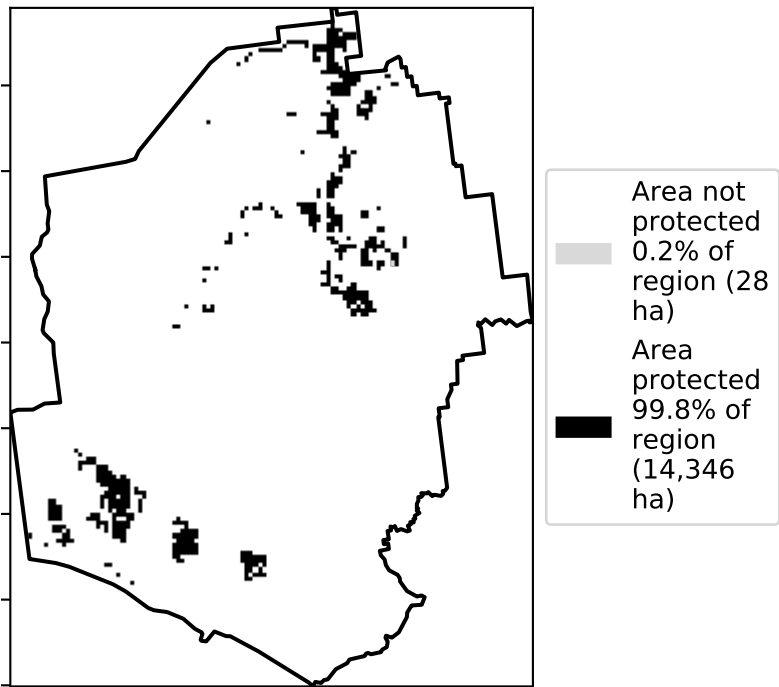 Area not
protected
0.2% of
region (28
ha)
Area
protected
99.8% of
region
(14,346
ha)